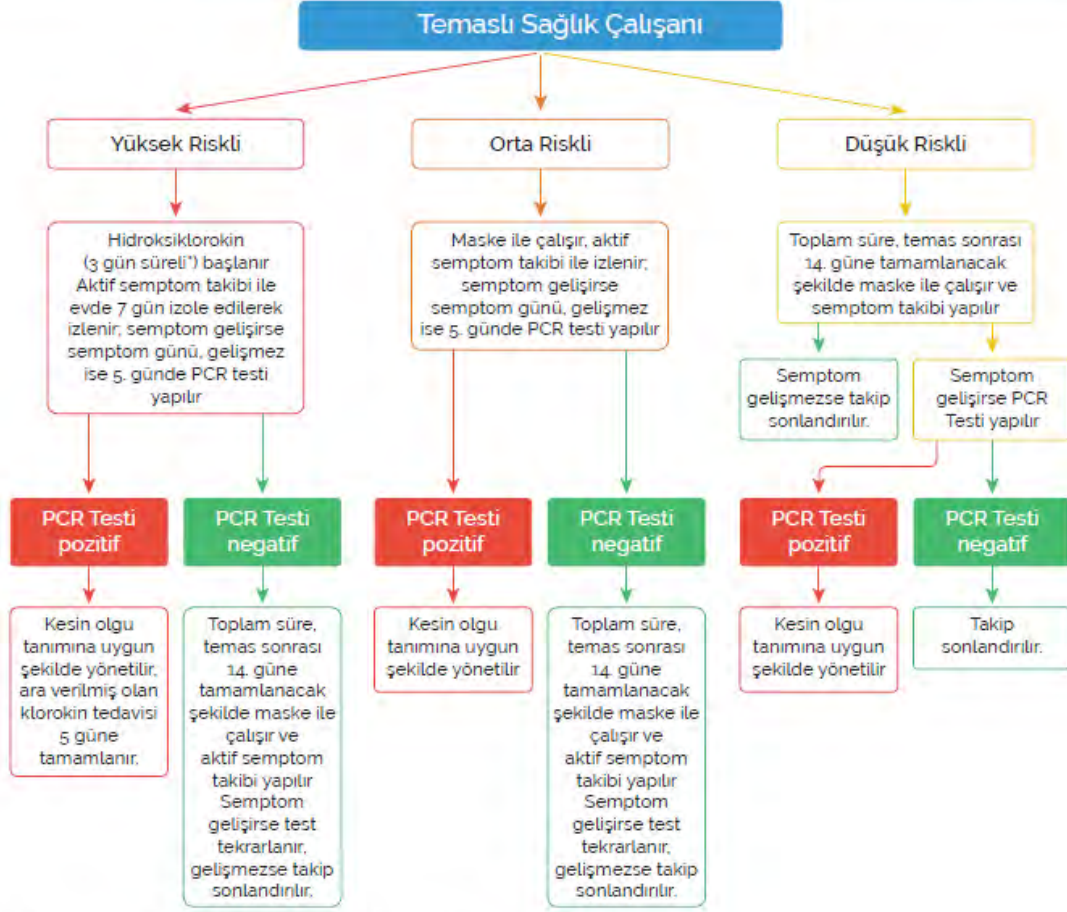 Temaslı Sağlık Çalışanı
Yüksek Riskli
Orta Riskli
Düşük Riskli
Hidroksiklorokin
(3 gün süreli*) başlanır
Aktif semptom takibi ile
evde 7 gün izole edilerek
izlenir; semptom gelişirse
semptom günü, gelişmez
ise 5. günde PCR testi
yapılır
Maske ile çalışır, aktif
semptom takibi ile izlenir;
semptom gelişirse
semptom günü, gelişmez
ise 5. günde PCR testi yapılır
Toplam süre, temas sonrası
14. güne tamamlanacak
şekilde maske ile çalışır ve
semptom takibi yapılır
Semptom
gelişmezse takip
sonlandırılır.
Semptom
gelişirse PCR
Testi yapılır
PCR Testi
pozitif
PCR Testi
negatif
PCR Testi
pozitif
PCR Testi
negatif
PCR Testi
pozitif
PCR Testi
negatif
Kesin olgu
tanımına uygun
şekilde yönetilir,
ara verilmiş olan
klorokin tedavisi
5 güne
tamamlanır.
Toplam süre,
temas sonrası
14. güne
tamamlanacak
şekilde maske ile
çalışır ve
aktif semptom
takibi yapılır
Semptom
gelişirse test
tekrarlanır,
gelişmezse takip
sonlandırılır.
Kesin olgu
tanımına uygun
şekilde yönetilir
Toplam süre,
temas sonrası
14. güne
tamamlanacak
şekilde maske ile
çalışır ve
aktif semptom
takibi yapılır
Semptom
gelişirse test
tekrarlanır,
gelişmezse takip
sonlandırılır.
Kesin olgu
tanımına uygun
şekilde yönetilir
Takip
sonlandırılır.